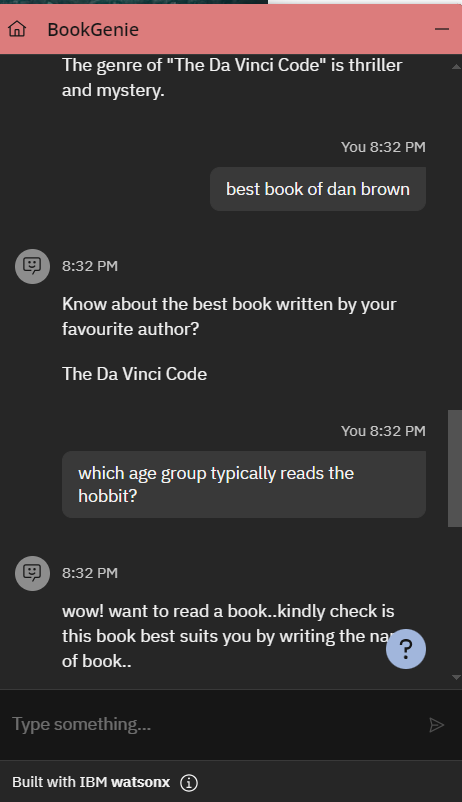 BookGenie
The genre of "The Da Vinci Code" is thriller
and mystery.
You 8:32 PM
best book of dan brown
8:32 PM
Know about the best book written by your
favourite author?
The Da Vinci Code
You 8:32 PM
which age group typically reads the
hobbit?
8:32 PM
wow! want to read a book..kindly check is
this book best suits you by writing the
of book..
?
Type something...
Built with IBM watsonx